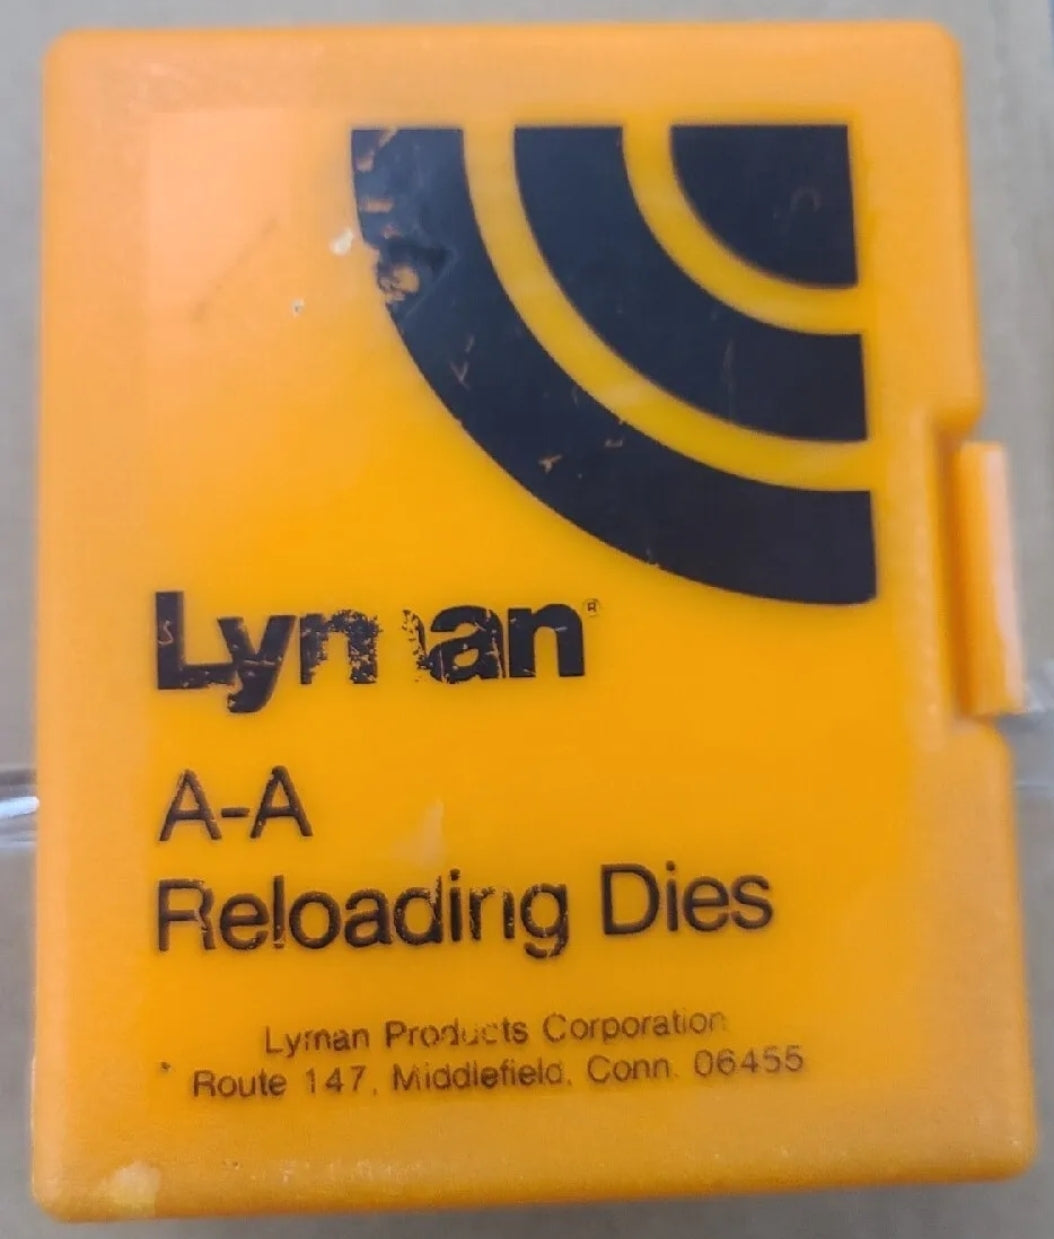 Lyman®
A-A
Reloading Dies
Lyman Products Corporation
Route 147, Middlefield, Conn. 06455